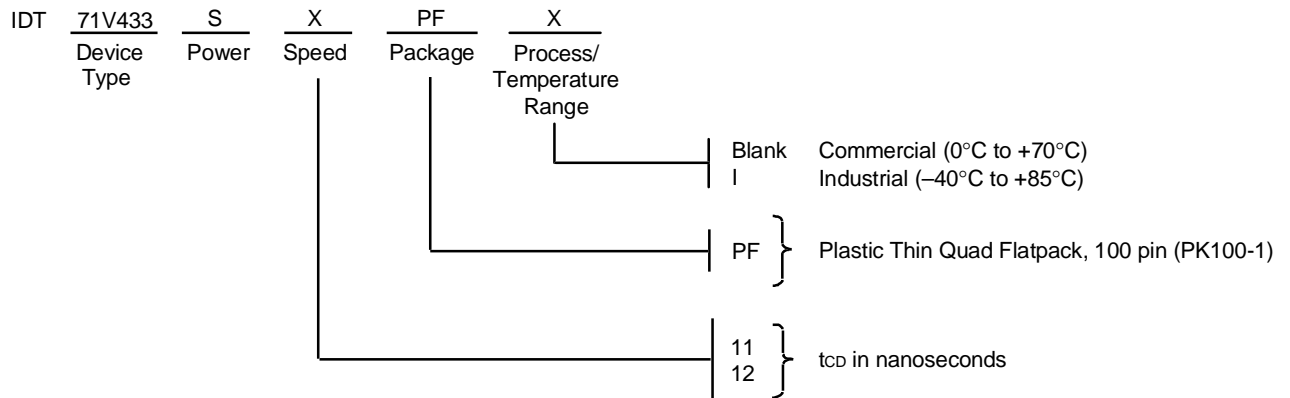 IDT 71V433 S X PF X
Device Type
Power
Speed
Package
Process/
Temperature
Range
Blank Commercial (0°C to +70°C)
I Industrial (–40°C to +85°C)
PF } Plastic Thin Quad Flatpack, 100 pin (PK100-1)
11
12
} tCD in nanoseconds